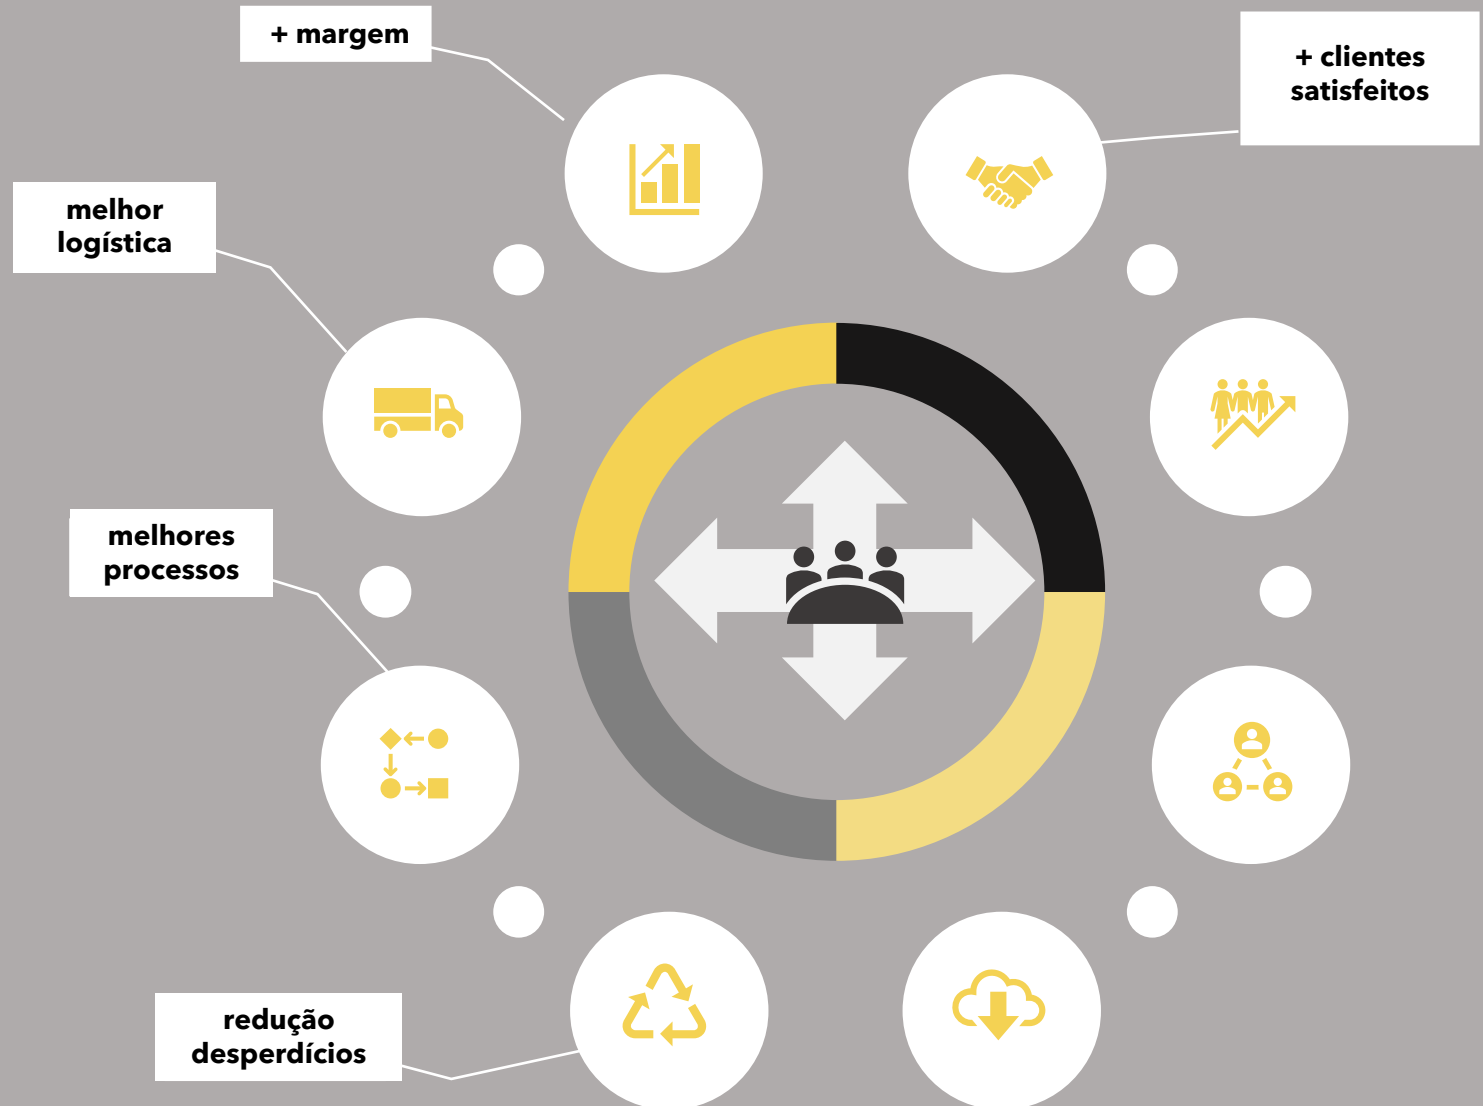 + margem
+ clientes
satisfeitos
melhor
logística
melhores
processos
redução
desperdícios